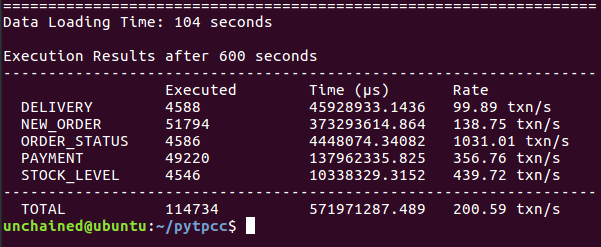 ==================================================================
Data Loading Time: 104 seconds
Execution Results after 600 seconds
------------------------------------------------------------------
Executed Time (µs) Rate
DELIVERY 4588 45928933.1436 99.89 txn/s
NEW_ORDER 51794 373293614.864 138.75 txn/s
ORDER_STATUS 4586 4448074.34082 1031.01 txn/s
PAYMENT 49220 137962335.825 356.76 txn/s
STOCK_LEVEL 4546 10338329.3152 439.72 txn/s
------------------------------------------------------------------
TOTAL 114734 571971287.489 200.59 txn/s
unchained@ubuntu:~/pytpcc$